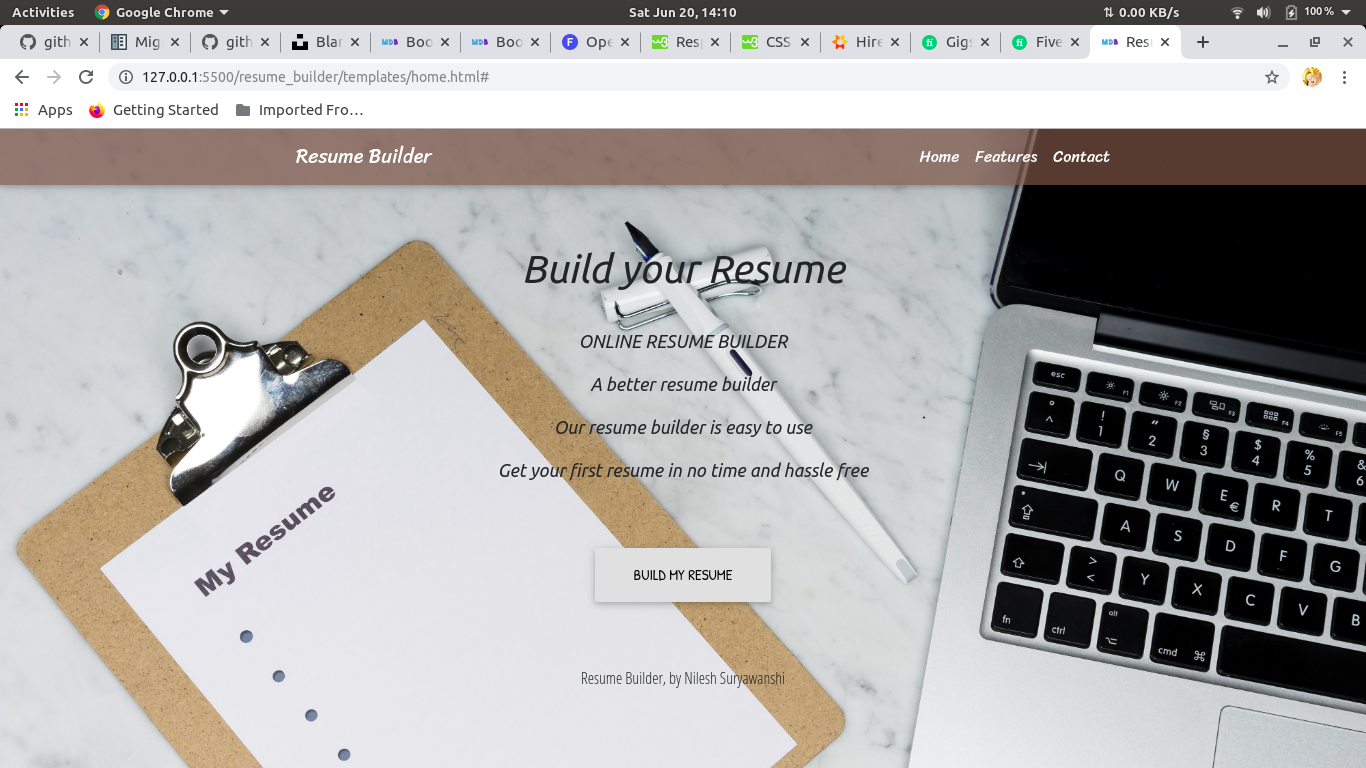 Activities Google Chrome Sat Jun 20, 14:10 0.00 KB/s 100 %
gith Mig gith Blar Boo Boo Ope Resp CSS Hire Gigs Five Resu
127.0.0.1:5500/resume_builder/templates/home.html#
Apps Getting Started Imported Fro…
Resume Builder Home Features Contact
Build your Resume
ONLINE RESUME BUILDER
A better resume builder
Our resume builder is easy to use
Get your first resume in no time and hassle free
BUILD MY RESUME
Resume Builder, by Nilesh Suryawanshi
My Resume
esc F1 F2 F3 F4 F5
° ^ ! 1 " 2 § 3 $ 4 % 5 & 6
Q W E € R T
A S D F G
> < Y X C V B
fn ctrl alt cmd ⌘